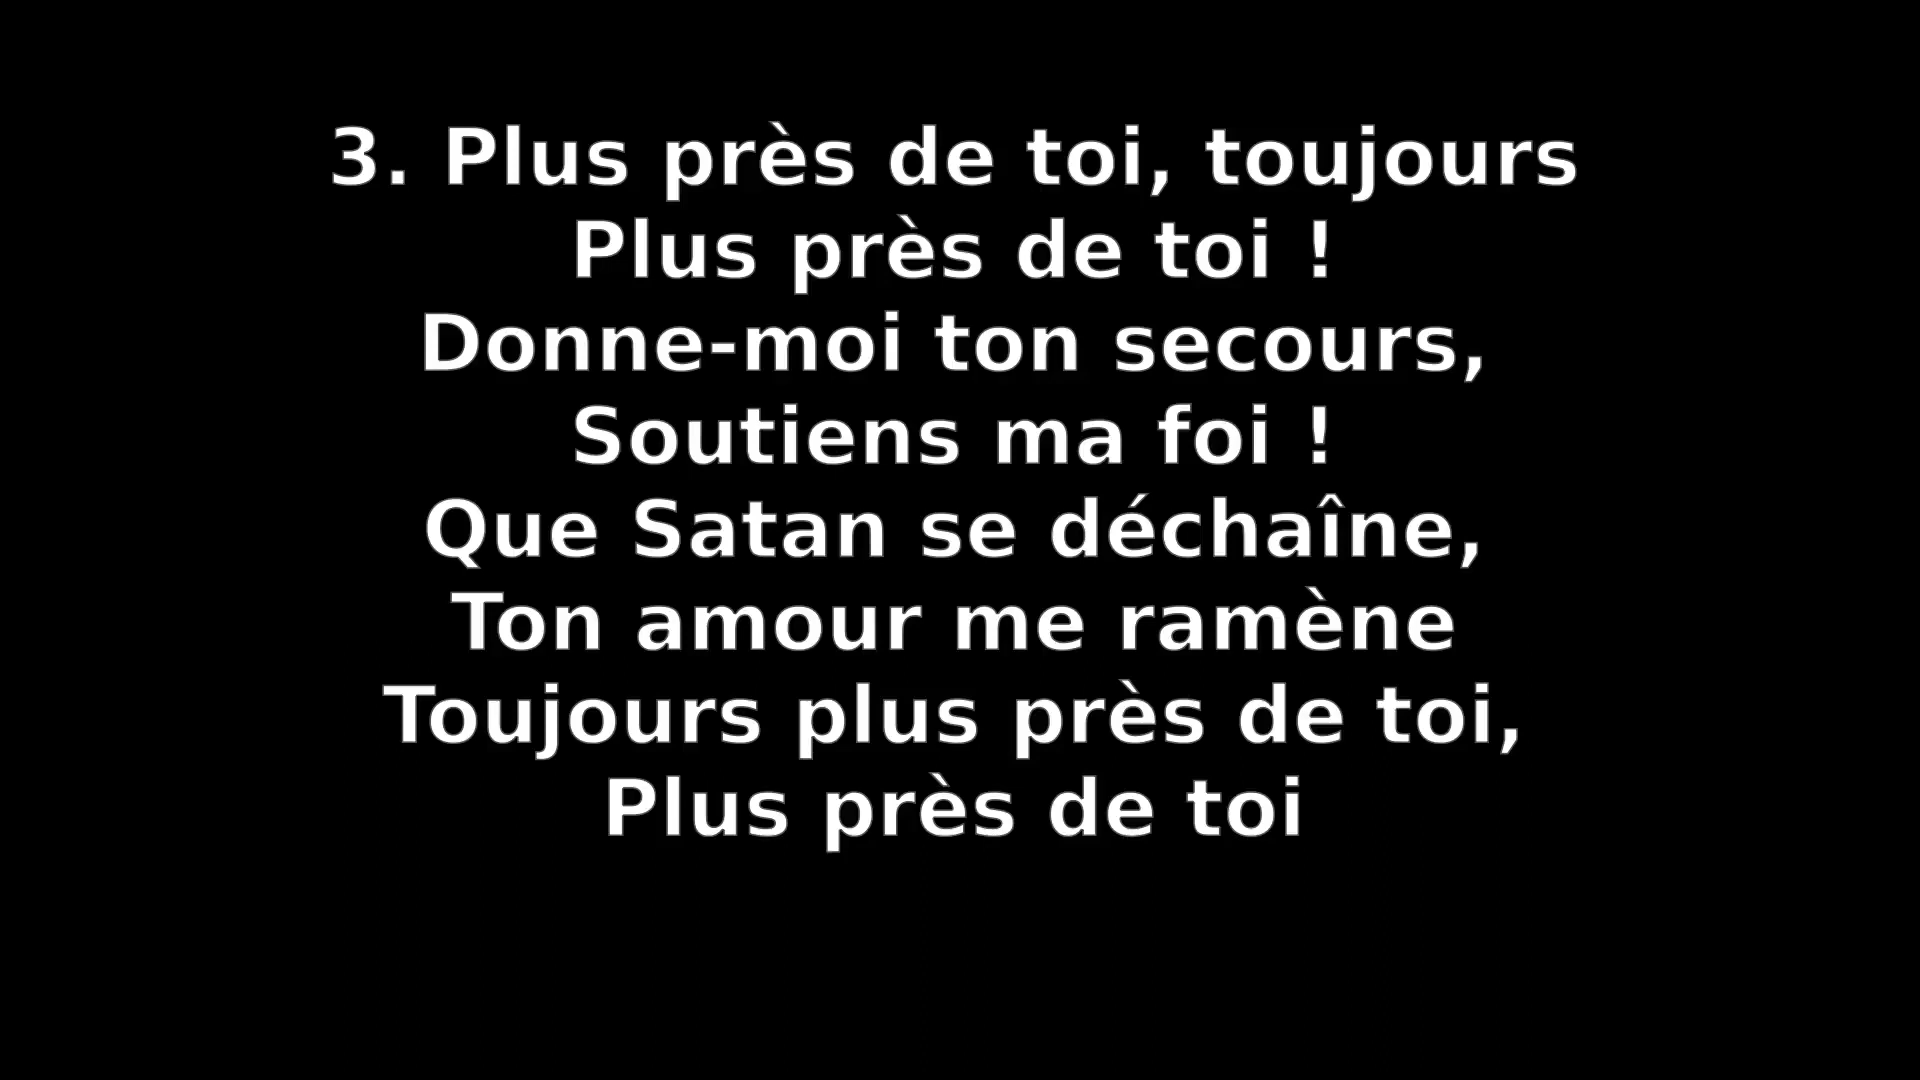 3. Plus près de toi, toujours
Plus près de toi !
Donne-moi ton secours,
Soutiens ma foi !
Que Satan se déchaîne,
Ton amour me ramène
Toujours plus près de toi,
Plus près de toi